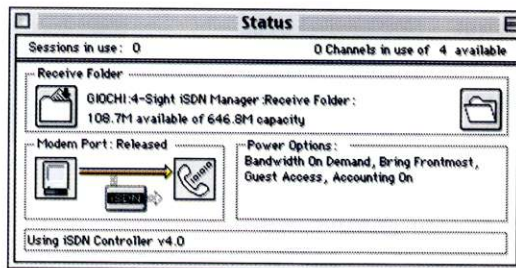 Status
Sessions in use: 0
0 Channels in use of 4 available
Receive Folder
GIOCHI:4-Sight iSDN Manager:Receive Folder:
108.7M available of 646.8M capacity
Modem Port: Released
iSDN
Power Options:
Bandwidth On Demand, Bring Frontmost,
Guest Access, Accounting On
Using iSDN Controller v4.0